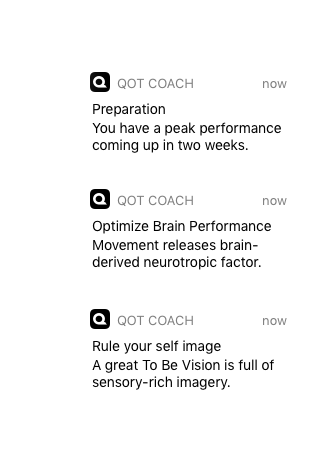 QOT COACH now
Preparation
You have a peak performance
coming up in two weeks.
QOT COACH now
Optimize Brain Performance
Movement releases brain-
derived neurotropic factor.
QOT COACH now
Rule your self image
A great To Be Vision is full of
sensory-rich imagery.